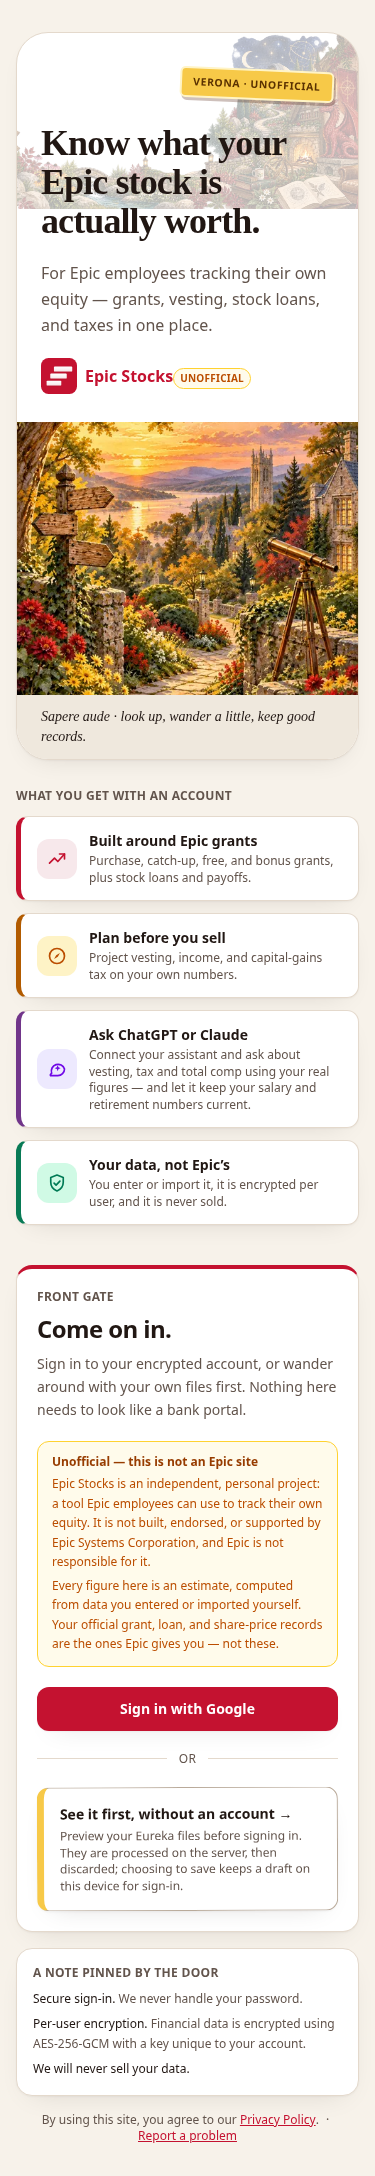 VERONA · UNOFFICIAL
Know what your
Epic stock is
actually worth.
For Epic employees tracking their own
equity — grants, vesting, stock loans,
and taxes in one place.
Epic Stocks UNOFFICIAL
Sapere aude · look up, wander a little, keep good
records.
WHAT YOU GET WITH AN ACCOUNT
Built around Epic grants
Purchase, catch-up, free, and bonus grants,
plus stock loans and payoffs.
Plan before you sell
Project vesting, income, and capital-gains
tax on your own numbers.
Ask ChatGPT or Claude
Connect your assistant and ask about
vesting, tax and total comp using your real
figures — and let it keep your salary and
retirement numbers current.
Your data, not Epic’s
You enter or import it, it is encrypted per
user, and it is never sold.
FRONT GATE
Come on in.
Sign in to your encrypted account, or wander
around with your own files first. Nothing here
needs to look like a bank portal.
Unofficial — this is not an Epic site
Epic Stocks is an independent, personal project:
a tool Epic employees can use to track their own
equity. It is not built, endorsed, or supported by
Epic Systems Corporation, and Epic is not
responsible for it.
Every figure here is an estimate, computed
from data you entered or imported yourself.
Your official grant, loan, and share-price records
are the ones Epic gives you — not these.
Sign in with Google
OR
See it first, without an account →
Preview your Eureka files before signing in.
They are processed on the server, then
discarded; choosing to save keeps a draft on
this device for sign-in.
A NOTE PINNED BY THE DOOR
Secure sign-in. We never handle your password.
Per-user encryption. Financial data is encrypted using
AES-256-GCM with a key unique to your account.
We will never sell your data.
By using this site, you agree to our Privacy Policy. ·
Report a problem